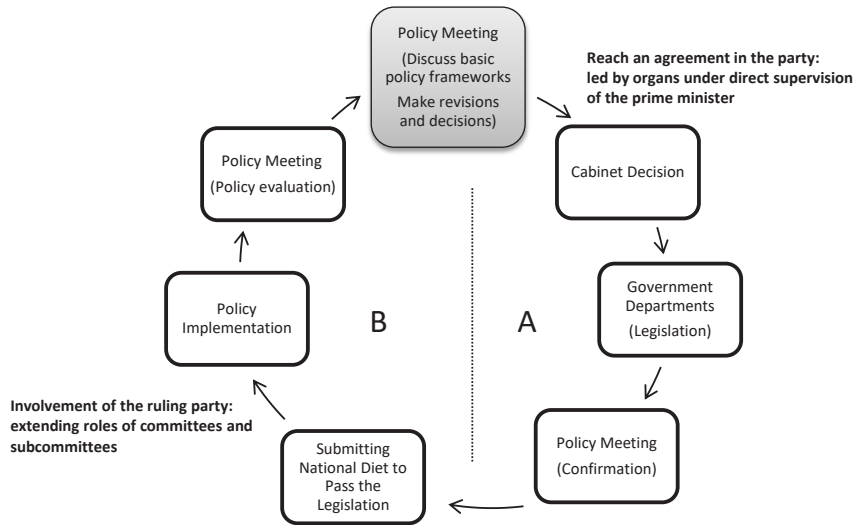 Policy Meeting
(Discuss basic
policy frameworks
Make revisions
and decisions)
Reach an agreement in the party:
led by organs under direct supervision
of the prime minister
Cabinet Decision
Government
Departments
(Legislation)
Policy Meeting
(Confirmation)
Submitting
National Diet to
Pass the
Legislation
Involvement of the ruling party:
extending roles of committees and
subcommittees
Policy
Implementation
Policy Meeting
(Policy evaluation)
B
A